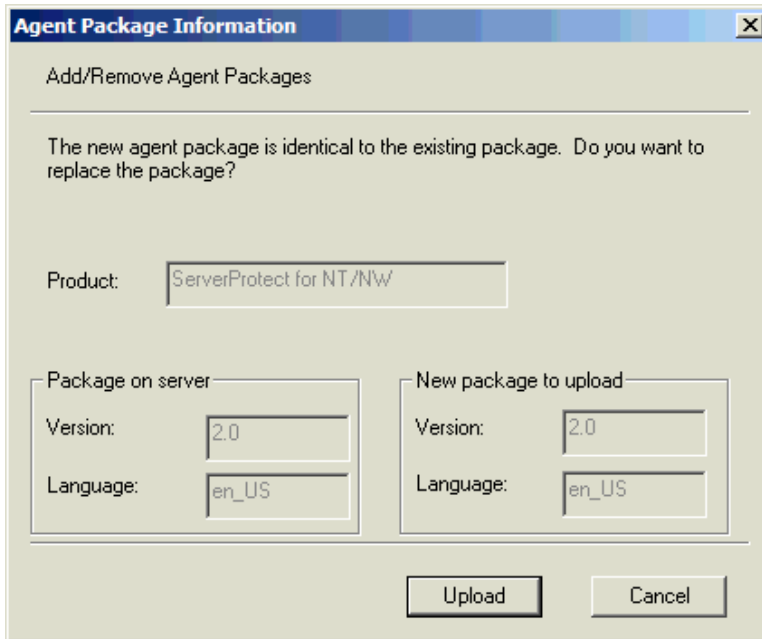 Agent Package Information
Add/Remove Agent Packages
The new agent package is identical to the existing package.  Do you want to
replace the package?
Product:
ServerProtect for NT/NW
Package on server
Version:
2.0
Language:
en_US
New package to upload
Version:
2.0
Language:
en_US
Upload
Cancel